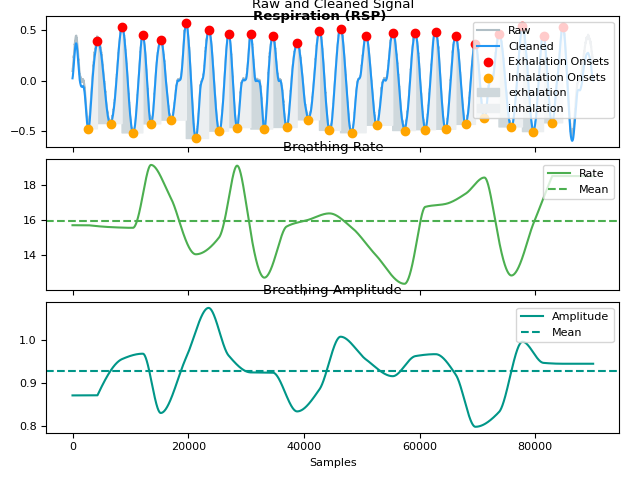 Raw and Cleaned Signal
Respiration (RSP)
0.5
0.0
−0.5
Raw
Cleaned
Exhalation Onsets
Inhalation Onsets
exhalation
inhalation
Breathing Rate
18
16
14
Rate
Mean
Breathing Amplitude
1.0
0.9
0.8
Amplitude
Mean
0 20000 40000 60000 80000
Samples